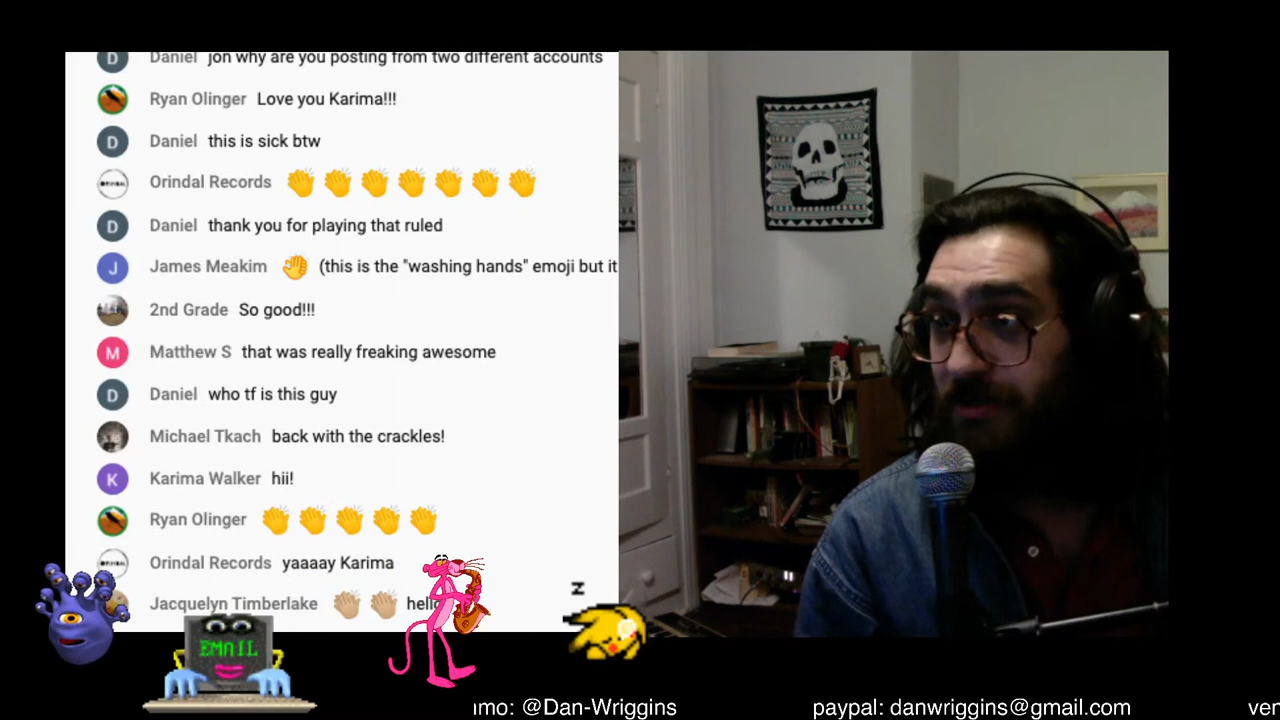 Daniel jon why are you posting from two different accounts
Ryan Olinger Love you Karima!!!
D Daniel this is sick btw
Orindal Records 👏 👏 👏 👏 👏 👏 👏
D Daniel thank you for playing that ruled
J James Meakim 👋 (this is the "washing hands" emoji but it
2nd Grade So good!!!
M Matthew S that was really freaking awesome
D Daniel who tf is this guy
Michael Tkach back with the crackles!
K Karima Walker hii!
Ryan Olinger 👏 👏 👏 👏 👏
Orindal Records yaaaay Karima
Jacquelyn Timberlake 👏🏼 👏🏼 hello
Z
EMAIL
mo: @Dan-Wriggins paypal: danwriggins@gmail.com ven